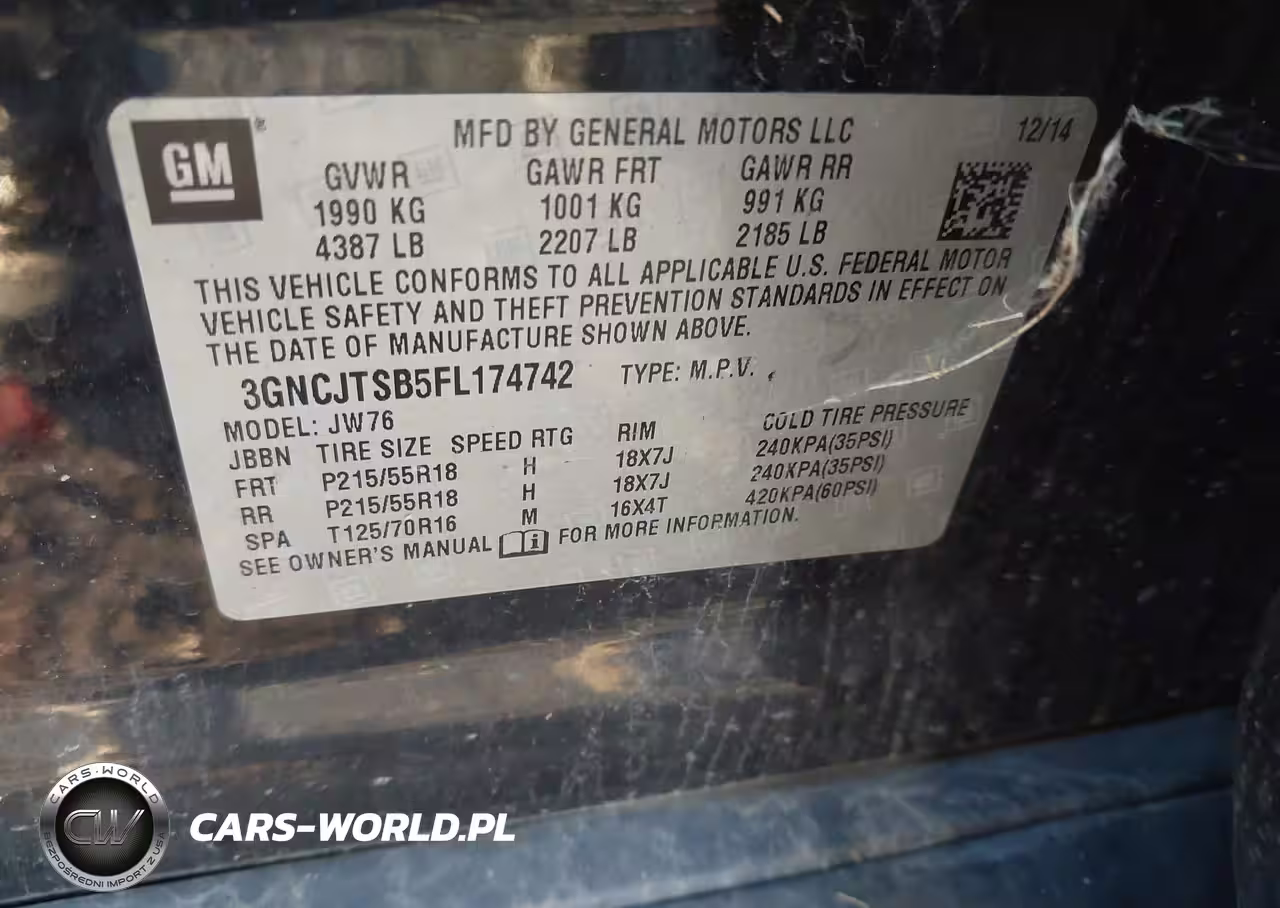 GM®
MFD BY GENERAL MOTORS LLC 12/14
GVWR GAWR FRT GAWR RR
1990 KG 1001 KG 991 KG
4387 LB 2207 LB 2185 LB
THIS VEHICLE CONFORMS TO ALL APPLICABLE U.S. FEDERAL MOTOR
VEHICLE SAFETY AND THEFT PREVENTION STANDARDS IN EFFECT ON
THE DATE OF MANUFACTURE SHOWN ABOVE.
3GNCJTSB5FL174742 TYPE: M.P.V.
MODEL: JW76
JBBN TIRE SIZE SPEED RTG RIM COLD TIRE PRESSURE
FRT P215/55R18 H 18X7J 240KPA(35PSI)
RR P215/55R18 H 18X7J 240KPA(35PSI)
SPA T125/70R16 M 16X4T 420KPA(60PSI)
SEE OWNER'S MANUAL i FOR MORE INFORMATION.
CARS-WORLD
CW
BEZPOŚREDNI IMPORT Z USA
CARS-WORLD.PL